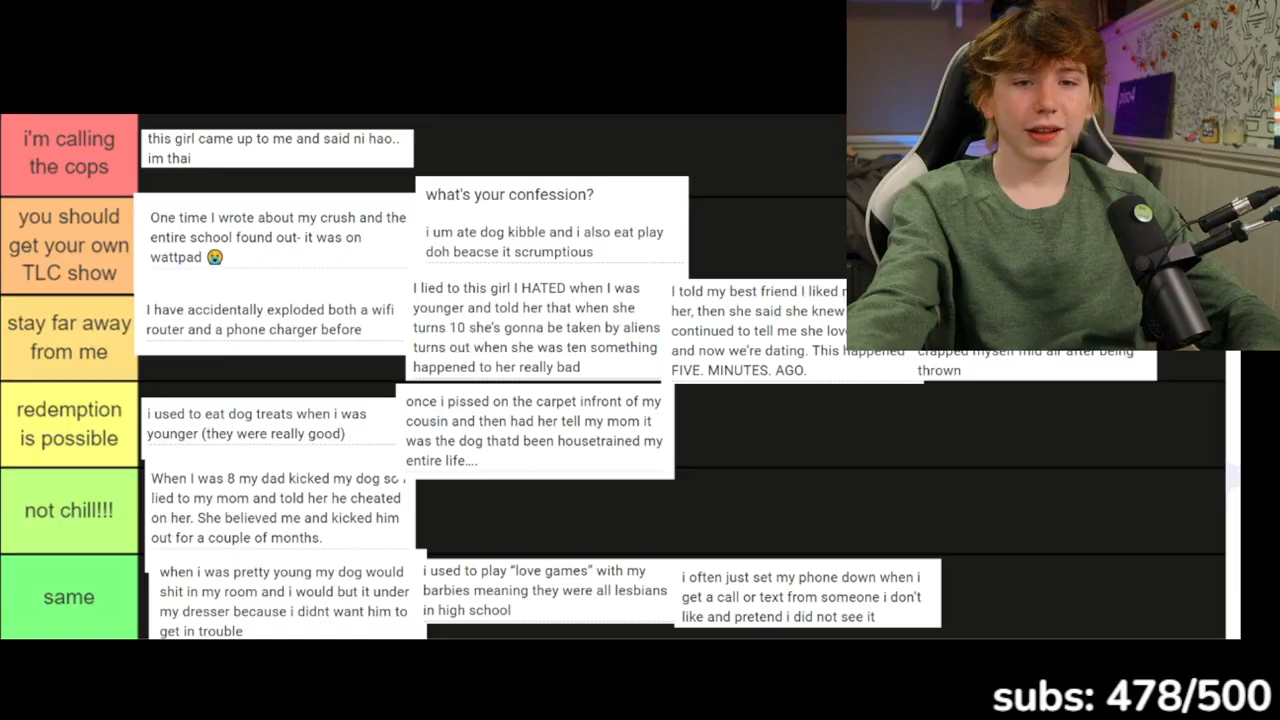 i'm calling
the cops
this girl came up to me and said ni hao..
im thai
you should
get your own
TLC show
One time I wrote about my crush and the
entire school found out- it was on
wattpad 😭
what's your confession?
i um ate dog kibble and i also eat play
doh beacse it scrumptious
stay far away
from me
I have accidentally exploded both a wifi
router and a phone charger before
I lied to this girl I HATED when I was
younger and told her that when she
turns 10 she's gonna be taken by aliens
turns out when she was ten something
happened to her really bad
I told my best friend I liked
her, then she said she knew
continued to tell me she
and now we're dating. This happened
FIVE. MINUTES. AGO.
crapped myself mid air after being
thrown
redemption
is possible
i used to eat dog treats when i was
younger (they were really good)
once i pissed on the carpet infront of my
cousin and then had her tell my mom it
was the dog thatd been housetrained my
entire life....
not chill!!!
When I was 8 my dad kicked my dog so i
lied to my mom and told her he cheated
on her. She believed me and kicked him
out for a couple of months.
same
when i was pretty young my dog would
shit in my room and i would but it under
my dresser because i didnt want him to
get in trouble
i used to play “love games” with my
barbies meaning they were all lesbians
in high school
i often just set my phone down when i
get a call or text from someone i don't
like and pretend i did not see it
subs: 478/500